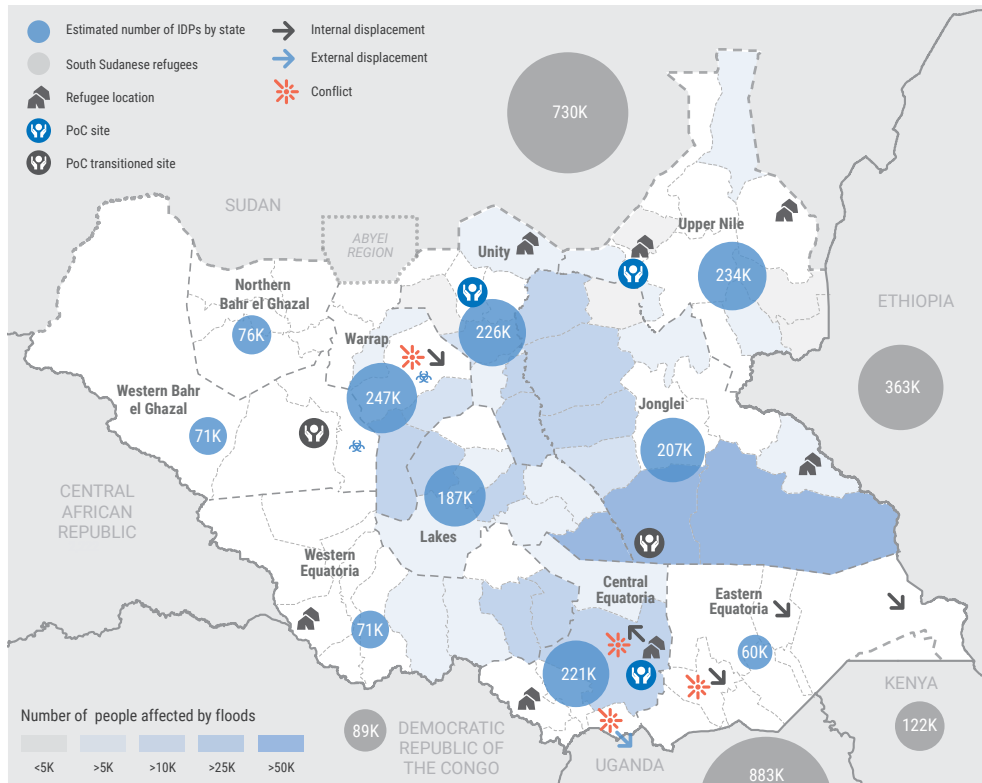 Estimated number of IDPs by state
South Sudanese refugees
Refugee location
PoC site
PoC transitioned site
Internal displacement
External displacement
Conflict
730K
SUDAN
ABYEI
REGION
Unity
Upper Nile
234K
ETHIOPIA
Northern
Bahr el Ghazal
76K
Warrap
226K
363K
Western Bahr
el Ghazal
247K
Jonglei
71K
207K
CENTRAL
AFRICAN
REPUBLIC
187K
Lakes
Western
Equatoria
Central
Equatoria
Eastern
Equatoria
71K
60K
221K
KENYA
122K
Number of people affected by floods
<5K
>5K
>10K
>25K
>50K
89K
DEMOCRATIC
REPUBLIC OF
THE CONGO
UGANDA
883K